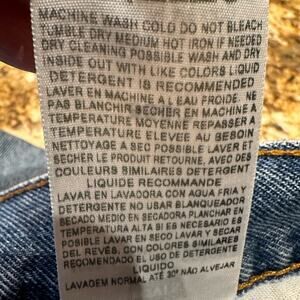 MACHINE WASH COLD DO NOT BLEACH
TUMBLE DRY MEDIUM HOT IRON IF NEEDED
DRY CLEANING POSSIBLE WASH AND DRY
INSIDE OUT WITH LIKE COLORS LIQUID
DETERGENT IS RECOMMENDED
LAVER EN MACHINE A L'EAU FROIDE. NE
PAS BLANCHIR SECHER EN MACHINE A
TEMPERATURE MOYENNE REPASSER A
TEMPERATURE ELEVEE AU BESOIN
NETTOYAGE A SEC POSSIBLE LAVER ET
SECHER LE PRODUIT RETOURNE, AVEC DES
COULEURS SIMILAIRES DETERGENT
LIQUIDE RECOMMANDE
LAVAR EN LAVADORA CON AGUA FRIA Y
DETERGENTE NO USAR BLANQUEADOR
SECADO MEDIO EN SECADORA PLANCHAR EN
TEMPERATURA ALTA SI ES NECESARIO ES
POSIBLE LAVAR EN SECO LAVAR Y SECAR
DEL REVÉS, CON COLORES SIMILARES
RECOMENDADO EL USO DE DETERGENTE
LIQUIDO
LAVAGEM NORMAL ATÉ 30° NÃO ALVEJAR